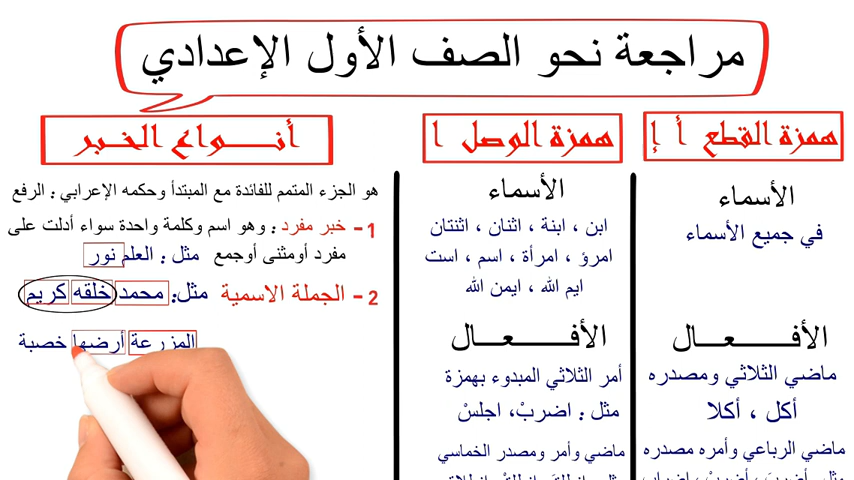 مراجعة نحو الصف الأول الإعدادي
همزة القطع أ إ
الأسماء
في جميع الأسماء
الأفـــعـــال
ماضي الثلاثي ومصدره
أكل ، أكلا
ماضي الرباعي وأمره مصدره
همزة الوصل ا
الأسماء
ابن ، ابنة ، اثنان ، اثنتان
امرؤ ، امرأة ، اسم ، است
ايم الله ، ايمن الله
الأفـــعـــال
أمر الثلاثي المبدوء بهمزة
مثل : اضربْ، اجلسْ
ماضي وأمر ومصدر الخماسي
أنـــواع الخبر
هو الجزء المتمم للفائدة مع المبتدأ وحكمه الإعرابي : الرفع
1- خبر مفرد : وهو اسم وكلمة واحدة سواء أدلت على
مفرد أومثنى أوجمع مثل : العلم نور
2- الجملة الاسمية مثل: محمد خلقه كريم
المزرعة أرضها خصبة